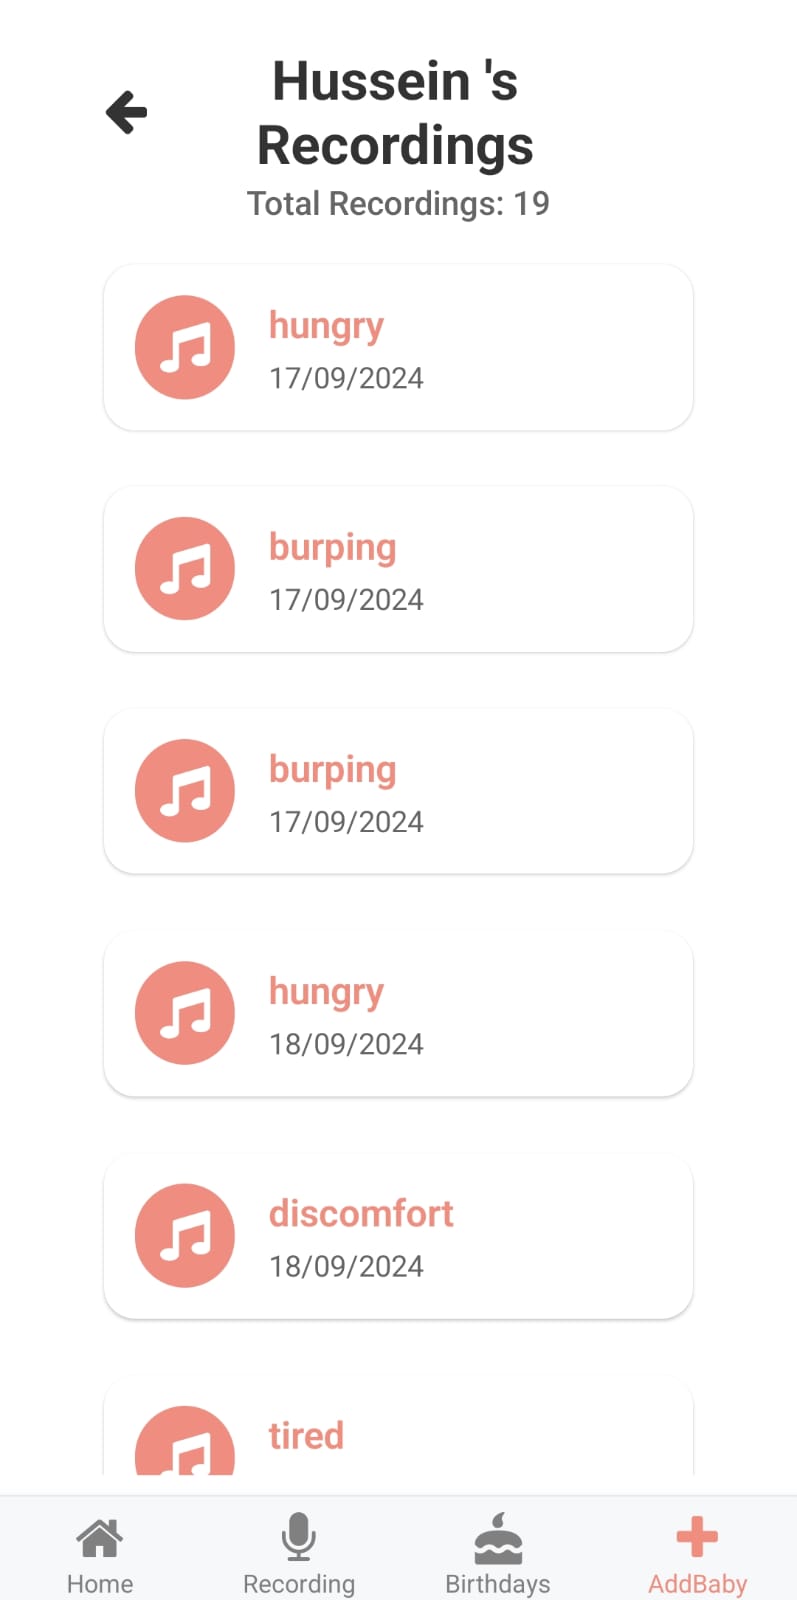 Hussein 's
Recordings
Total Recordings: 19
hungry
17/09/2024
burping
17/09/2024
burping
17/09/2024
hungry
18/09/2024
discomfort
18/09/2024
tired
Home
Recording
Birthdays
AddBaby